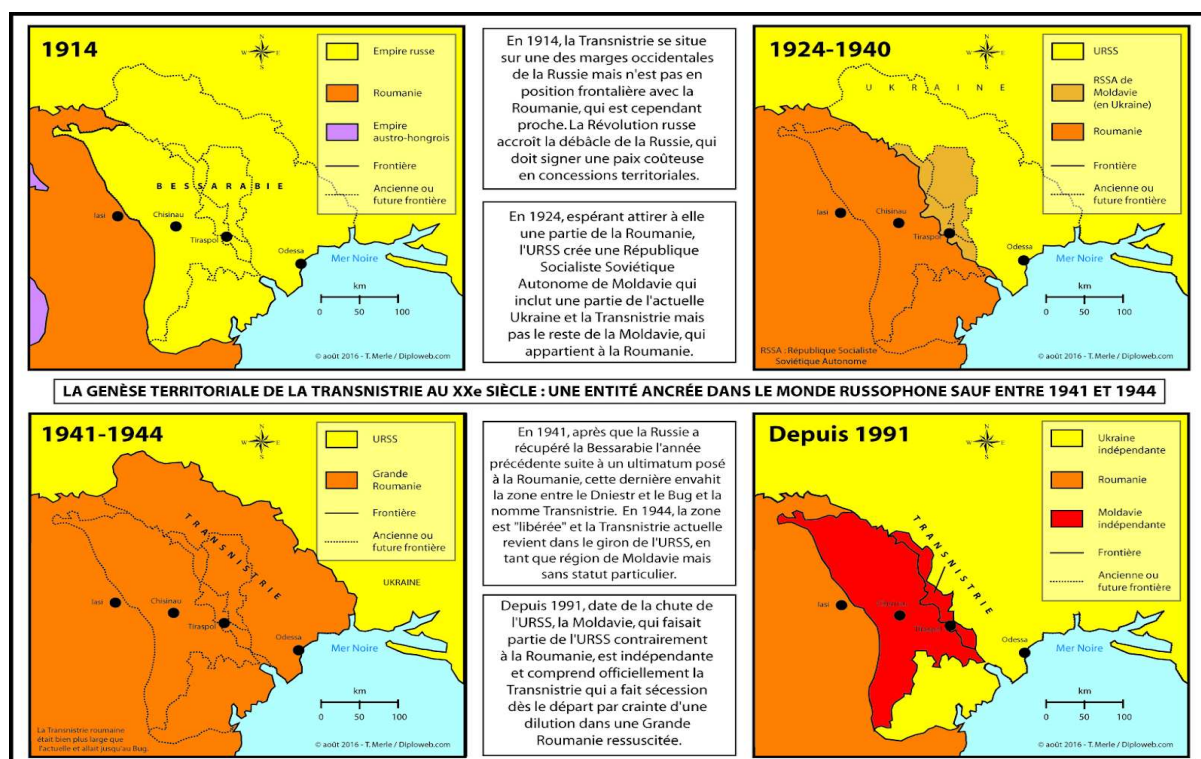 1914
N
W
E
S
Empire russe
Roumanie
Empire
austro-hongrois
Frontière
Ancienne ou
future frontière
BESSARABIE
Iasi
Chisinau
Tiraspol
Odessa
Mer Noire
km
0 50 100
© août 2016 - T. Merle / Diploweb.com
En 1914, la Transnistrie se situe
sur une des marges occidentales
de la Russie mais n'est pas en
position frontalière avec la
Roumanie, qui est cependant
proche. La Révolution russe
accroît la débâcle de la Russie, qui
doit signer une paix coûteuse
en concessions territoriales.
En 1924, espérant attirer à elle
une partie de la Roumanie,
l'URSS crée une République
Socialiste Soviétique
Autonome de Moldavie qui
inclut une partie de l'actuelle
Ukraine et la Transnistrie mais
pas le reste de la Moldavie, qui
appartient à la Roumanie.
1924-1940
N
W
E
S
UKRAINE
URSS
RSSA de
Moldavie
(en Ukraine)
Roumanie
Frontière
Ancienne ou
future frontière
Iasi
Chisinau
Tiraspol
Odessa
Mer Noire
km
0 50 100
RSSA : République Socialiste
Soviétique Autonome
© août 2016 - T. Merle / Diploweb.com
LA GENÈSE TERRITORIALE DE LA TRANSNISTRIE AU XXe SIÈCLE : UNE ENTITÉ ANCRÉE DANS LE MONDE RUSSOPHONE SAUF ENTRE 1941 ET 1944
1941-1944
N
W
E
S
URSS
Grande
Roumanie
Frontière
Ancienne ou
future frontière
TRANSNISTRIE
UKRAINE
Iasi
Chisinau
Tiraspol
Odessa
Mer Noire
km
0 50 100
La Transnistrie roumaine
était bien plus large que
l'actuelle et allait jusqu'au Bug.
© août 2016 - T. Merle / Diploweb.com
En 1941, après que la Russie a
récupéré la Bessarabie l'année
précédente suite à un ultimatum posé
à la Roumanie, cette dernière envahit
la zone entre le Dniestr et le Bug et la
nomme Transnistrie. En 1944, la zone
est "libérée" et la Transnistrie actuelle
revient dans le giron de l'URSS, en
tant que région de Moldavie mais
sans statut particulier.
Depuis 1991, date de la chute de
l'URSS, la Moldavie, qui faisait
partie de l'URSS contrairement
à la Roumanie, est indépendante
et comprend officiellement la
Transnistrie qui a fait sécession
dès le départ par crainte d'une
dilution dans une Grande
Roumanie ressuscitée.
Depuis 1991
N
W
E
S
Ukraine
indépendante
Roumanie
Moldavie
indépendante
Frontière
Ancienne ou
future frontière
TRANSNISTRIE
Iasi
Chisinau
Tiraspol
Odessa
Mer Noire
km
0 50 100
© août 2016 - T. Merle / Diploweb.com